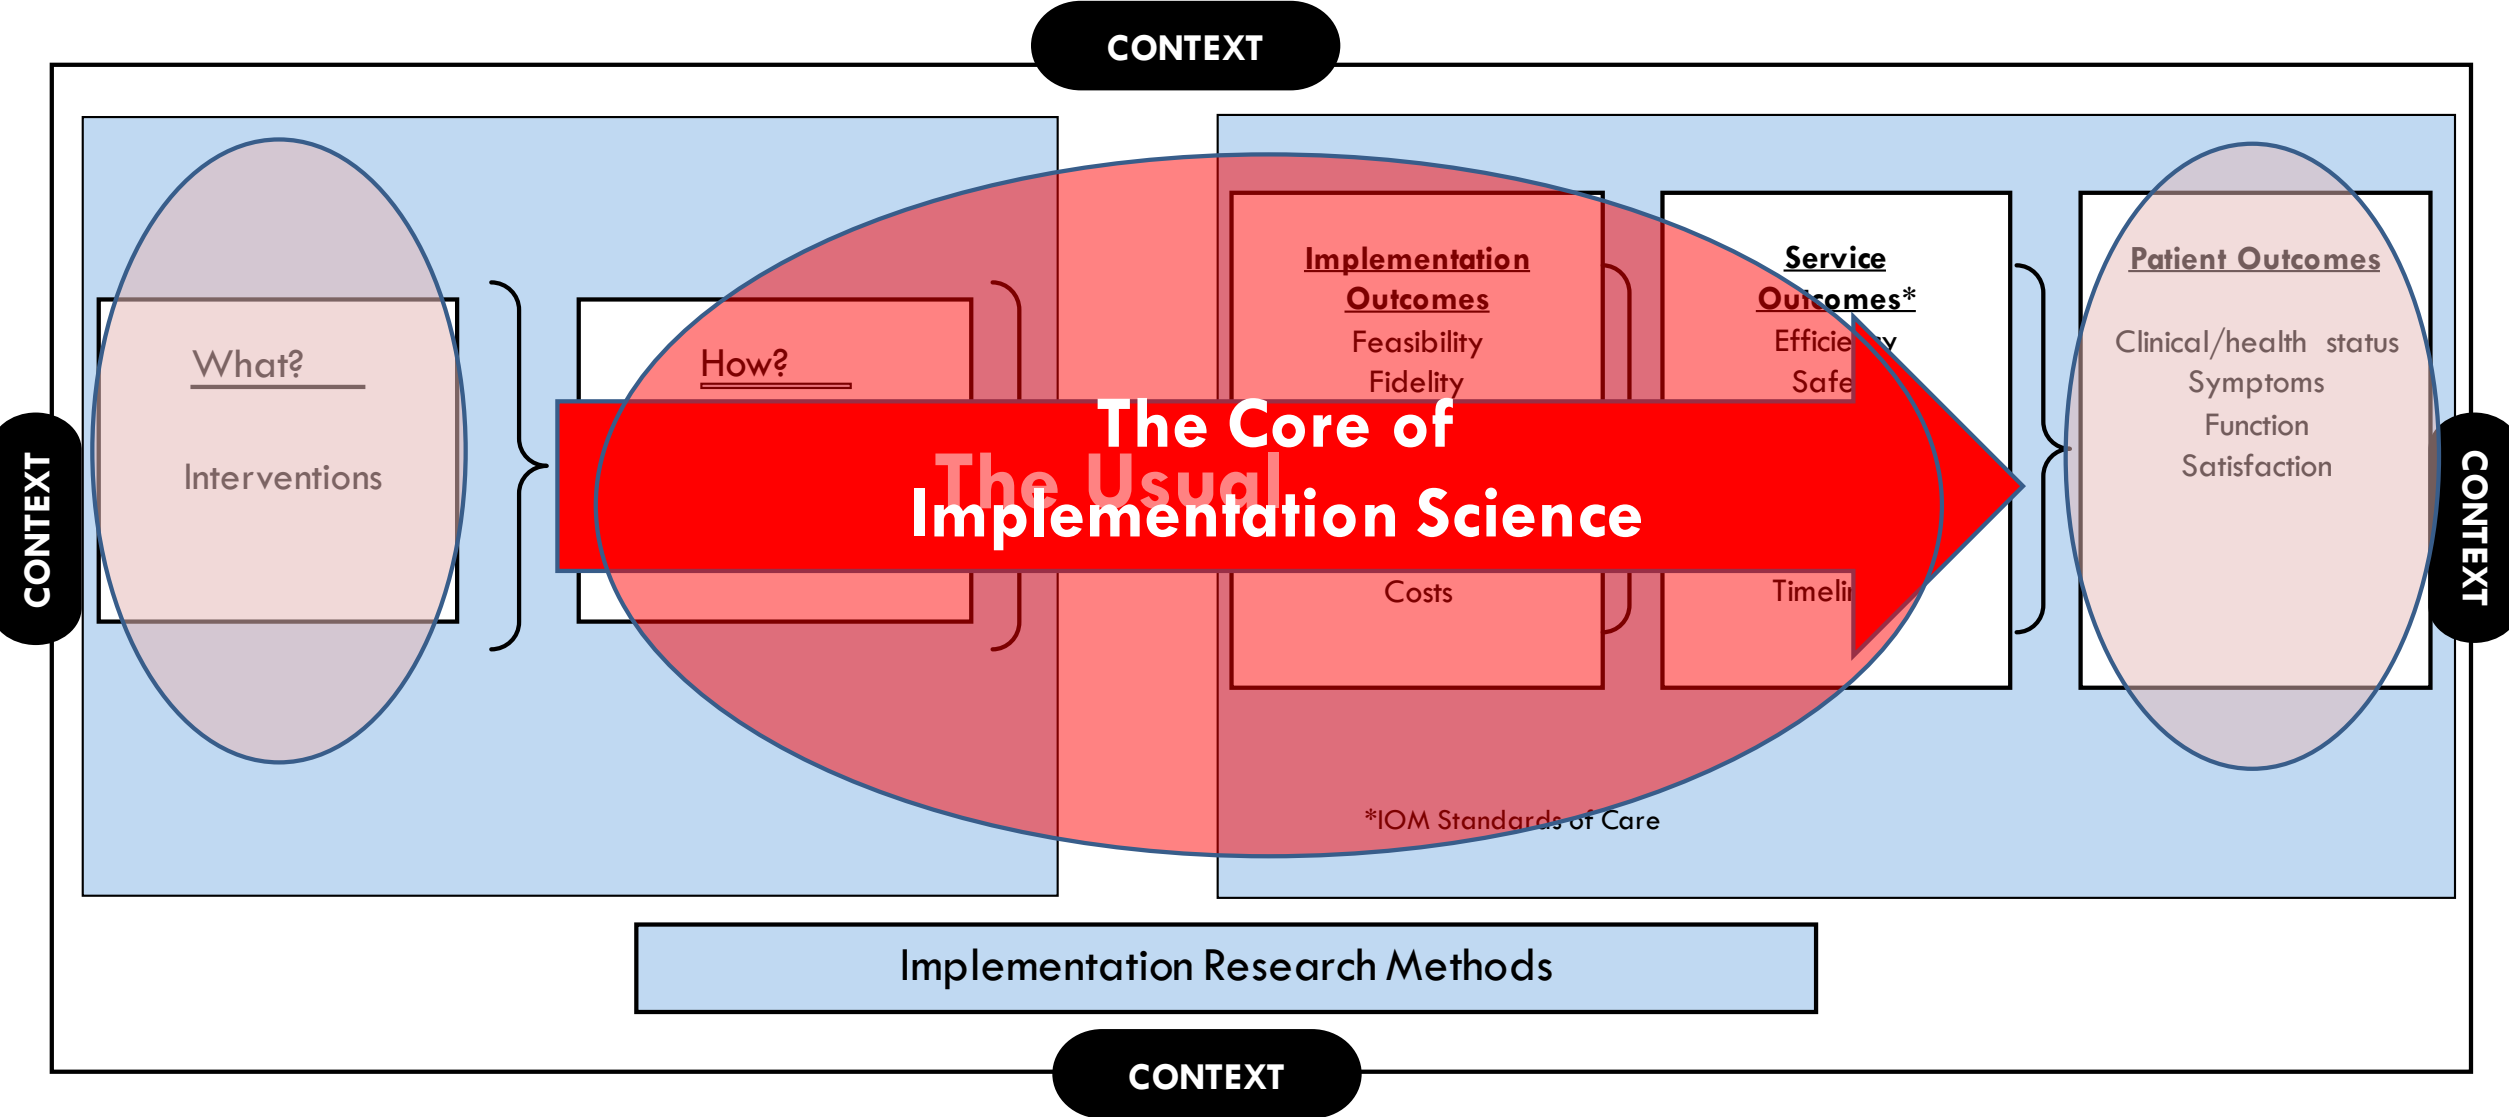 CONTEXT
What?
Interventions
How?
Implementation
Outcomes
Feasibility
Fidelity
Costs
Service
Outcomes*
Patient Outcomes
Clinical/health status
Symptoms
Function
Satisfaction
The Core of
The Usual
Implementation Science
*IOM Standards of Care
CONTEXT
CONTEXT
Implementation Research Methods
CONTEXT